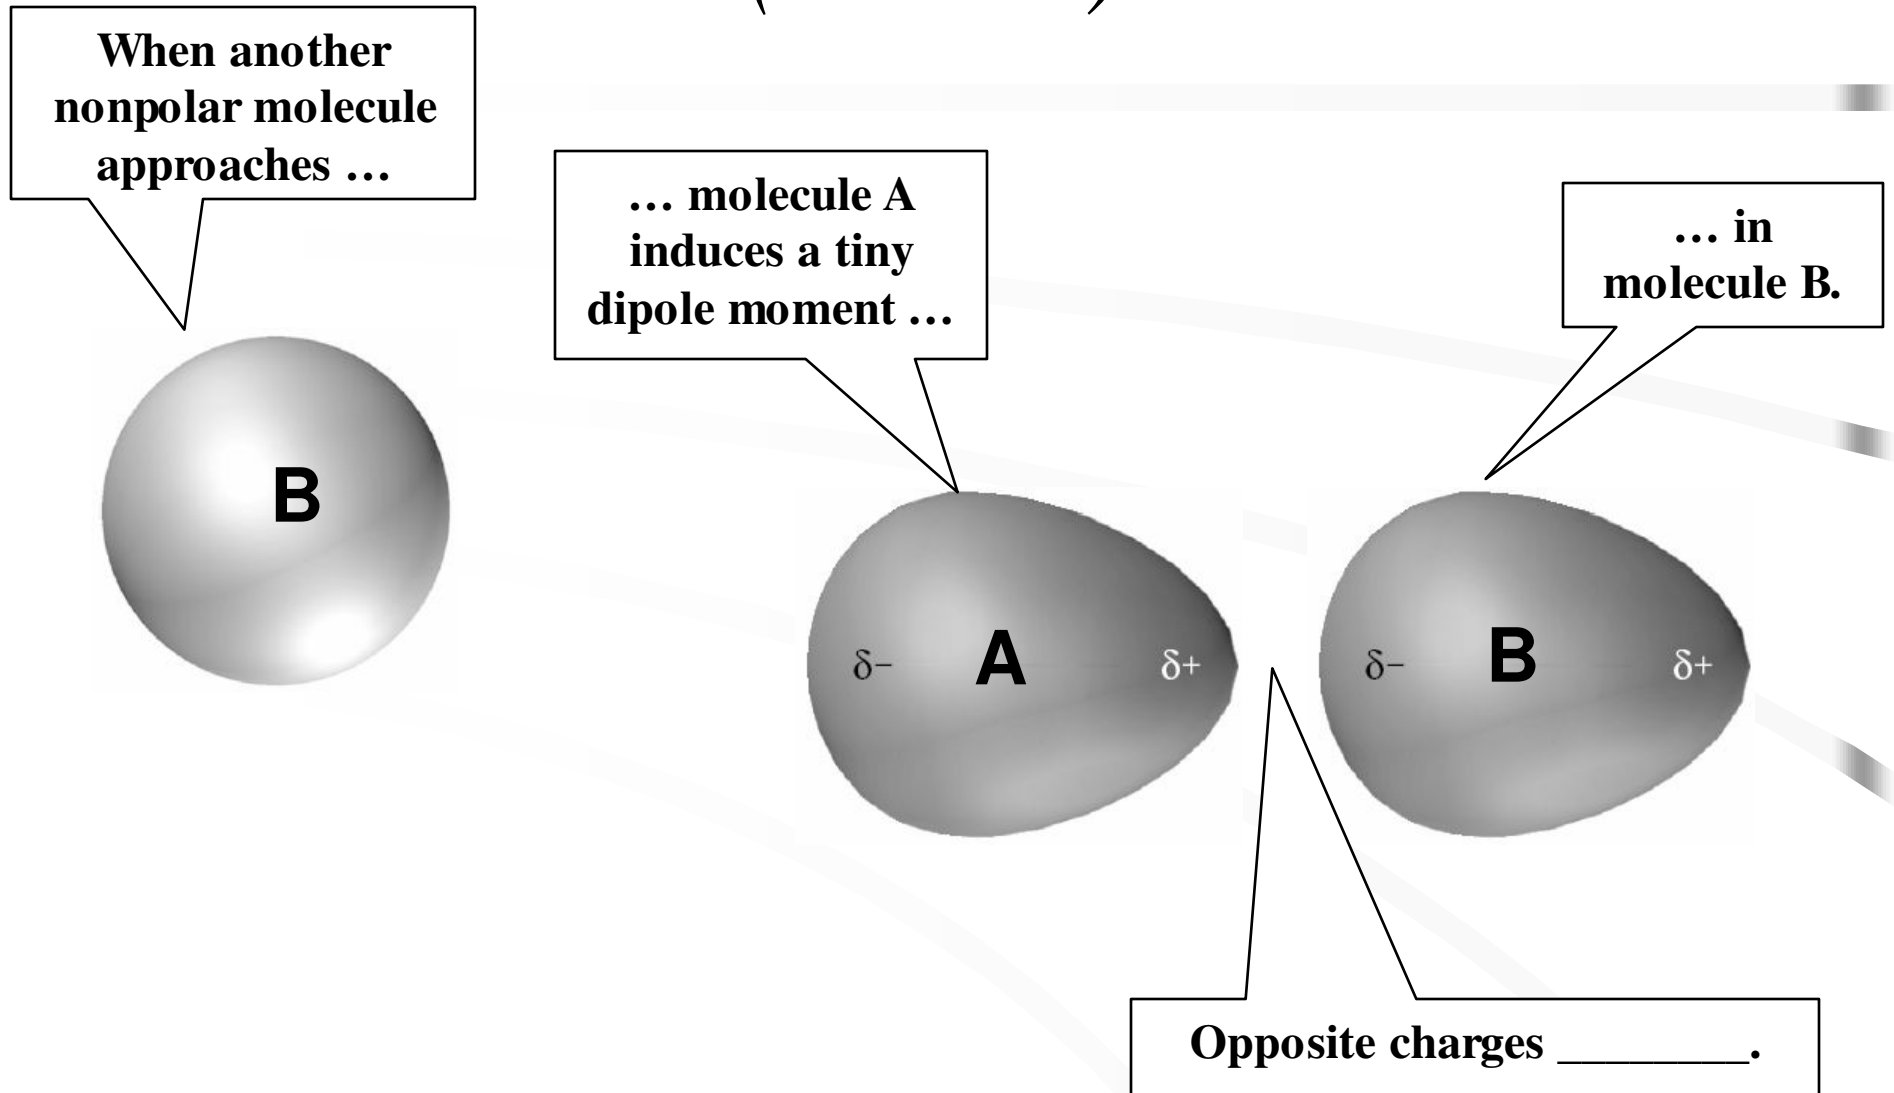 When another
nonpolar molecule
approaches …
… molecule A
induces a tiny
dipole moment …
… in
molecule B.
B
δ− A δ+
δ− B δ+
Opposite charges ________.